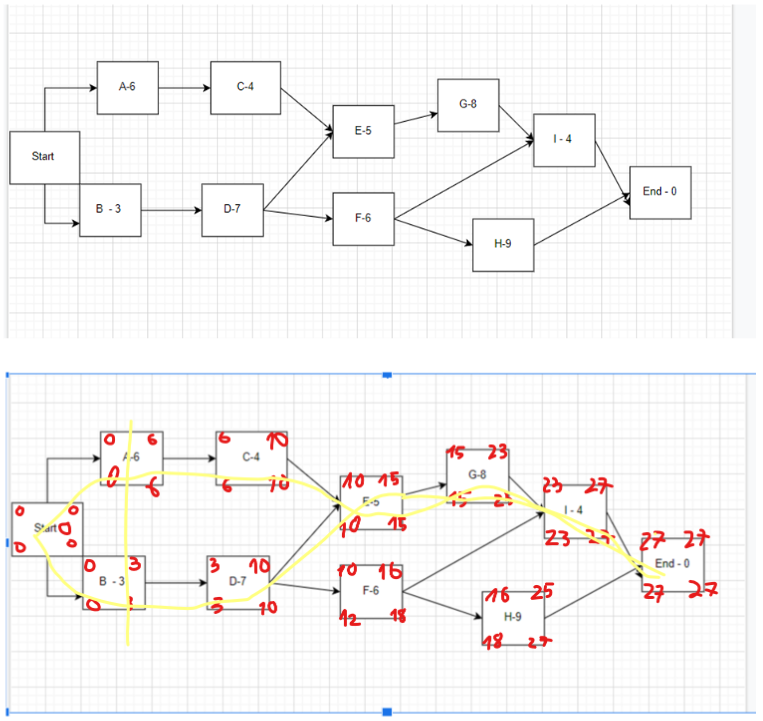 A-6
C-4
G-8
E-5
I - 4
Start
End - 0
B - 3
D-7
F-6
H-9
0 6
A-6
0 6
6 10
C-4
6 10
15 23
G-8
15 23
10 15
E-5
10 15
23 27
I - 4
23
0 0
Start 0
0 0
27 27
End - 0
27 27
0 3
B - 3
0
3 10
D-7
10
10 16
F-6
12 18
16 25
H-9
18 27